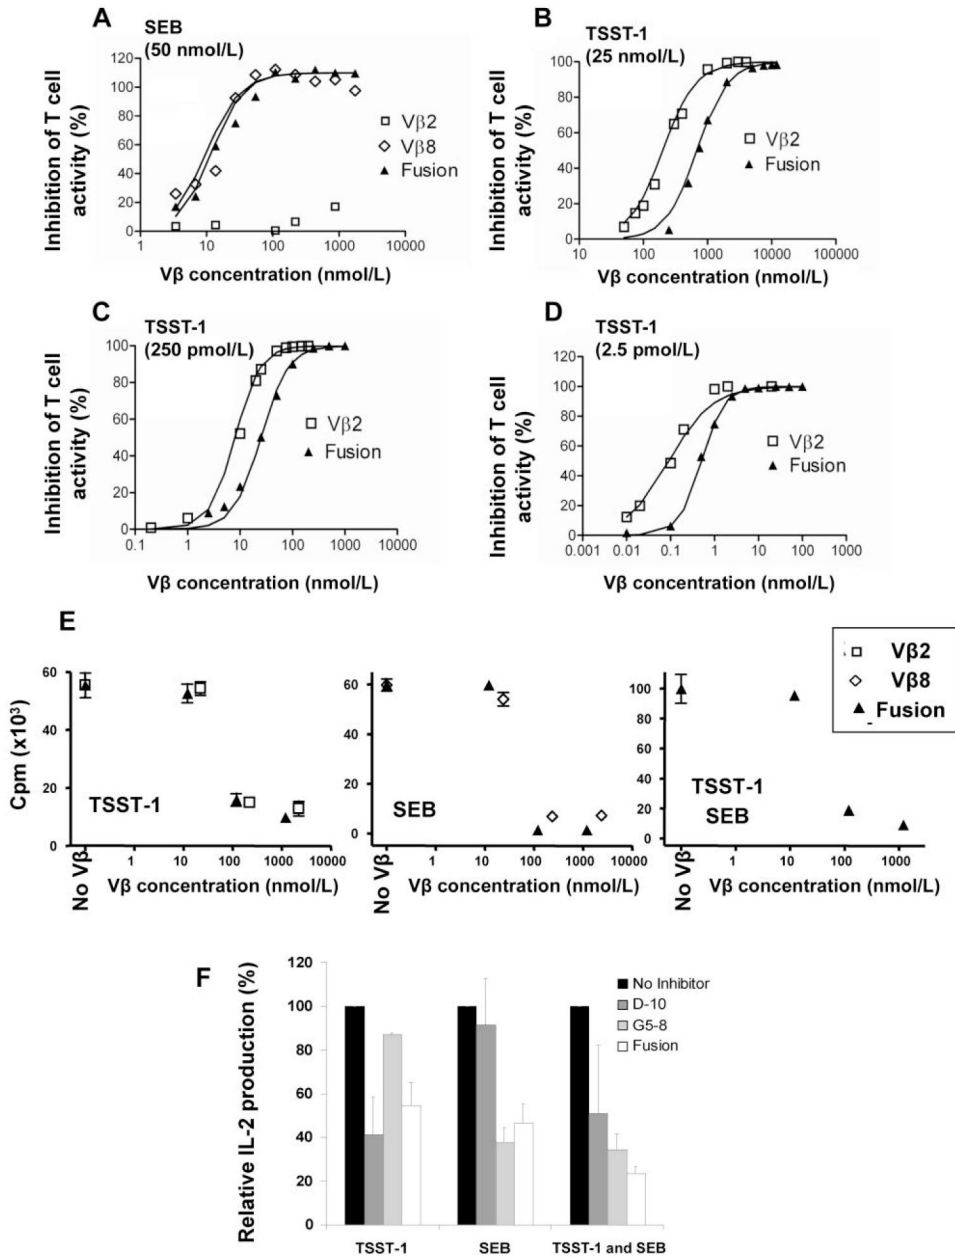 A
SEB
(50 nmol/L)
Inhibition of T cell
activity (%)
120
100
80
60
40
20
0
1
10
100
1000
10000
Vβ2
Vβ8
Fusion
Vβ concentration (nmol/L)
B
TSST-1
(25 nmol/L)
Inhibition of T cell
activity (%)
100
80
60
40
20
0
10
100
1000
10000
100000
Vβ2
Fusion
Vβ concentration (nmol/L)
C
TSST-1
(250 pmol/L)
Inhibition of T cell
activity (%)
100
80
60
40
20
0
0.1
1
10
100
1000
10000
Vβ2
Fusion
Vβ concentration (nmol/L)
D
TSST-1
(2.5 pmol/L)
Inhibition of T cell
activity (%)
120
100
80
60
40
20
0
0.001
0.01
0.1
1
10
100
1000
Vβ2
Fusion
Vβ concentration (nmol/L)
E
Vβ2
Vβ8
Fusion
Cpm (x10³)
60
40
20
0
TSST-1
No Vβ
1
10
100
1000
10000
Vβ concentration (nmol/L)
60
40
20
0
SEB
No Vβ
1
10
100
1000
10000
Vβ concentration (nmol/L)
100
80
60
40
20
0
TSST-1
SEB
No Vβ
1
10
100
1000
Vβ concentration (nmol/L)
F
Relative IL-2 production (%)
120
100
80
60
40
20
0
No Inhibitor
D-10
G5-8
Fusion
TSST-1
SEB
TSST-1 and SEB